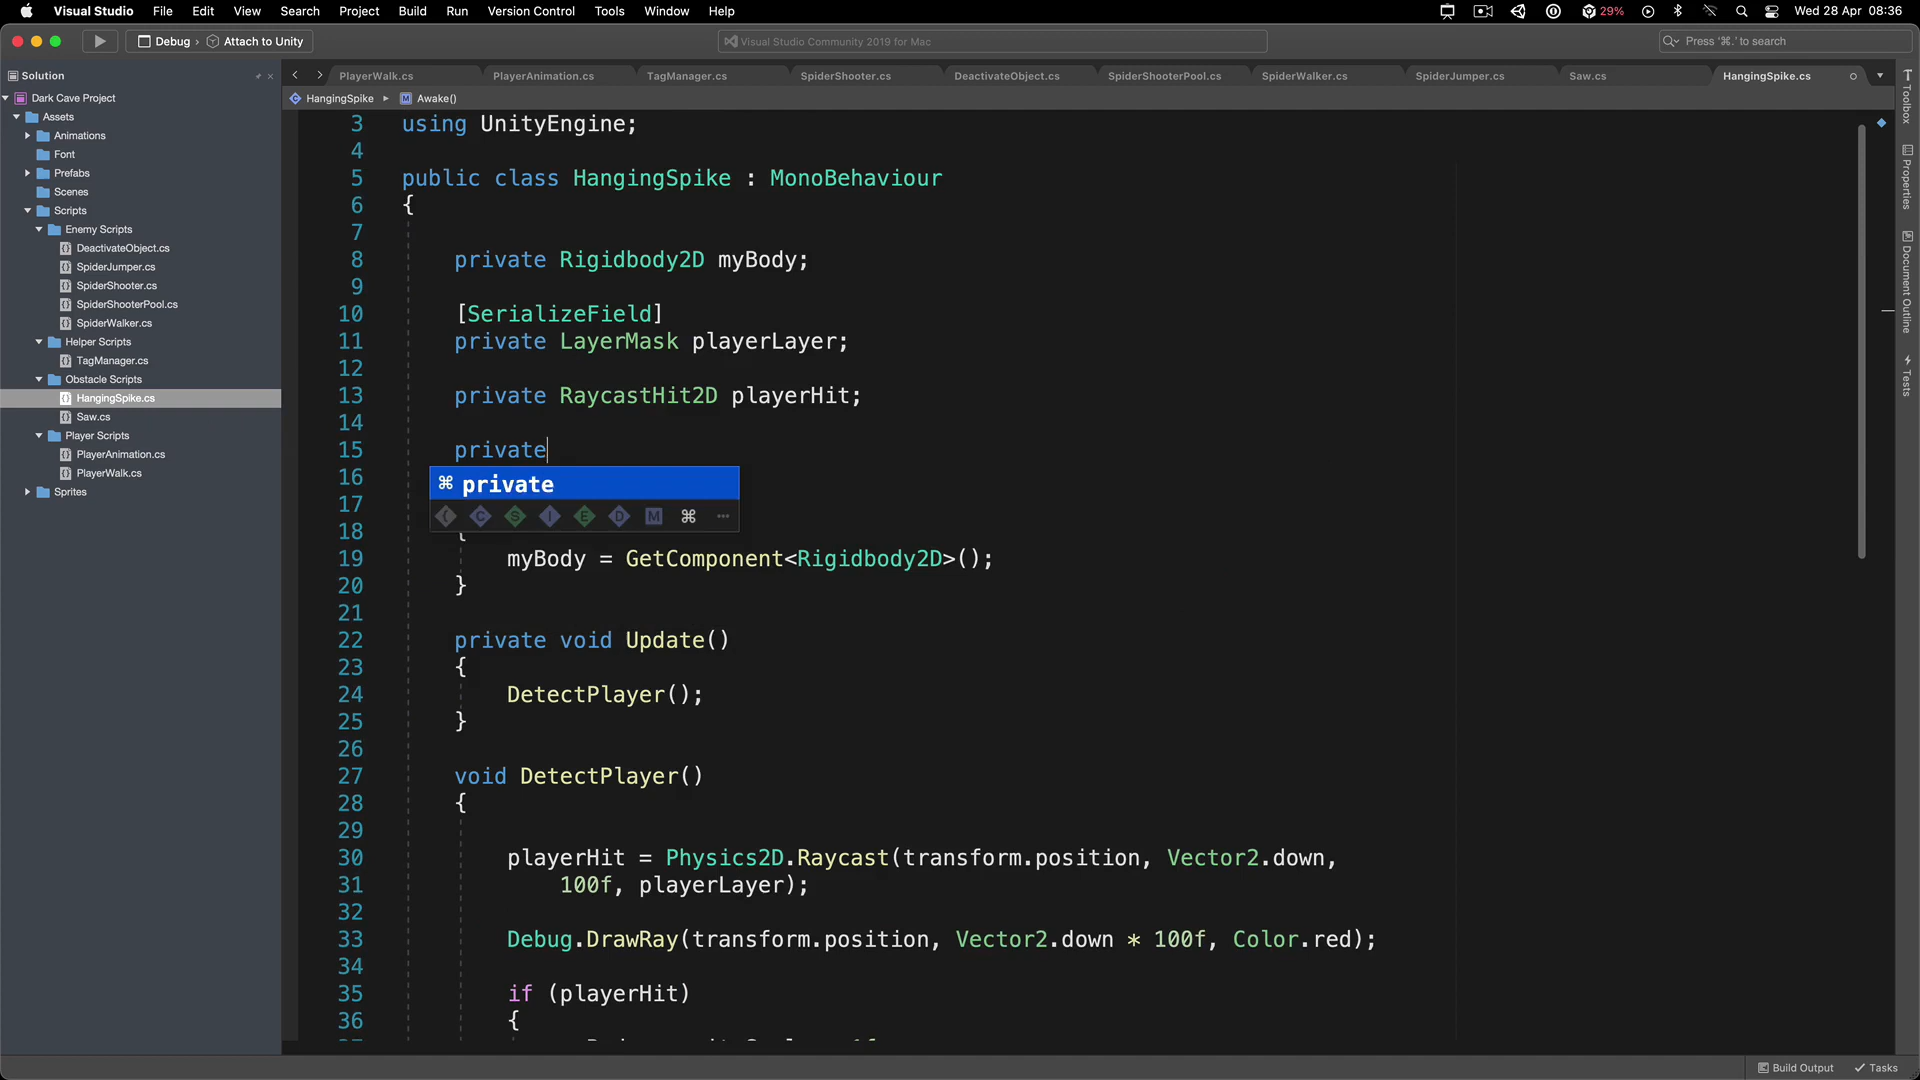 Visual Studio File Edit View Search Project Build Run Version Control Tools Window Help 29% Wed 28 Apr 08:36
Debug › Attach to Unity Visual Studio Community 2019 for Mac Press ‘⌘.’ to search
Solution PlayerWalk.cs PlayerAnimation.cs TagManager.cs SpiderShooter.cs DeactivateObject.cs SpiderShooterPool.cs SpiderWalker.cs SpiderJumper.cs Saw.cs HangingSpike.cs
HangingSpike ▸ M Awake()
Dark Cave Project
Assets
Animations
Font
Prefabs
Scenes
Scripts
Enemy Scripts
DeactivateObject.cs
SpiderJumper.cs
SpiderShooter.cs
SpiderShooterPool.cs
SpiderWalker.cs
Helper Scripts
TagManager.cs
Obstacle Scripts
HangingSpike.cs
Saw.cs
Player Scripts
PlayerAnimation.cs
PlayerWalk.cs
Sprites
3 using UnityEngine;
4
5 public class HangingSpike : MonoBehaviour
6 {
7
8 private Rigidbody2D myBody;
9
10 [SerializeField]
11 private LayerMask playerLayer;
12
13 private RaycastHit2D playerHit;
14
15 private
16 ⌘ private
17 C S I E D M ⌘ ···
18 {
19 myBody = GetComponent<Rigidbody2D>();
20 }
21
22 private void Update()
23 {
24 DetectPlayer();
25 }
26
27 void DetectPlayer()
28 {
29
30 playerHit = Physics2D.Raycast(transform.position, Vector2.down,
31 100f, playerLayer);
32
33 Debug.DrawRay(transform.position, Vector2.down * 100f, Color.red);
34
35 if (playerHit)
36 {
Toolbox
Properties
Document Outline
Tests
Build Output Tasks